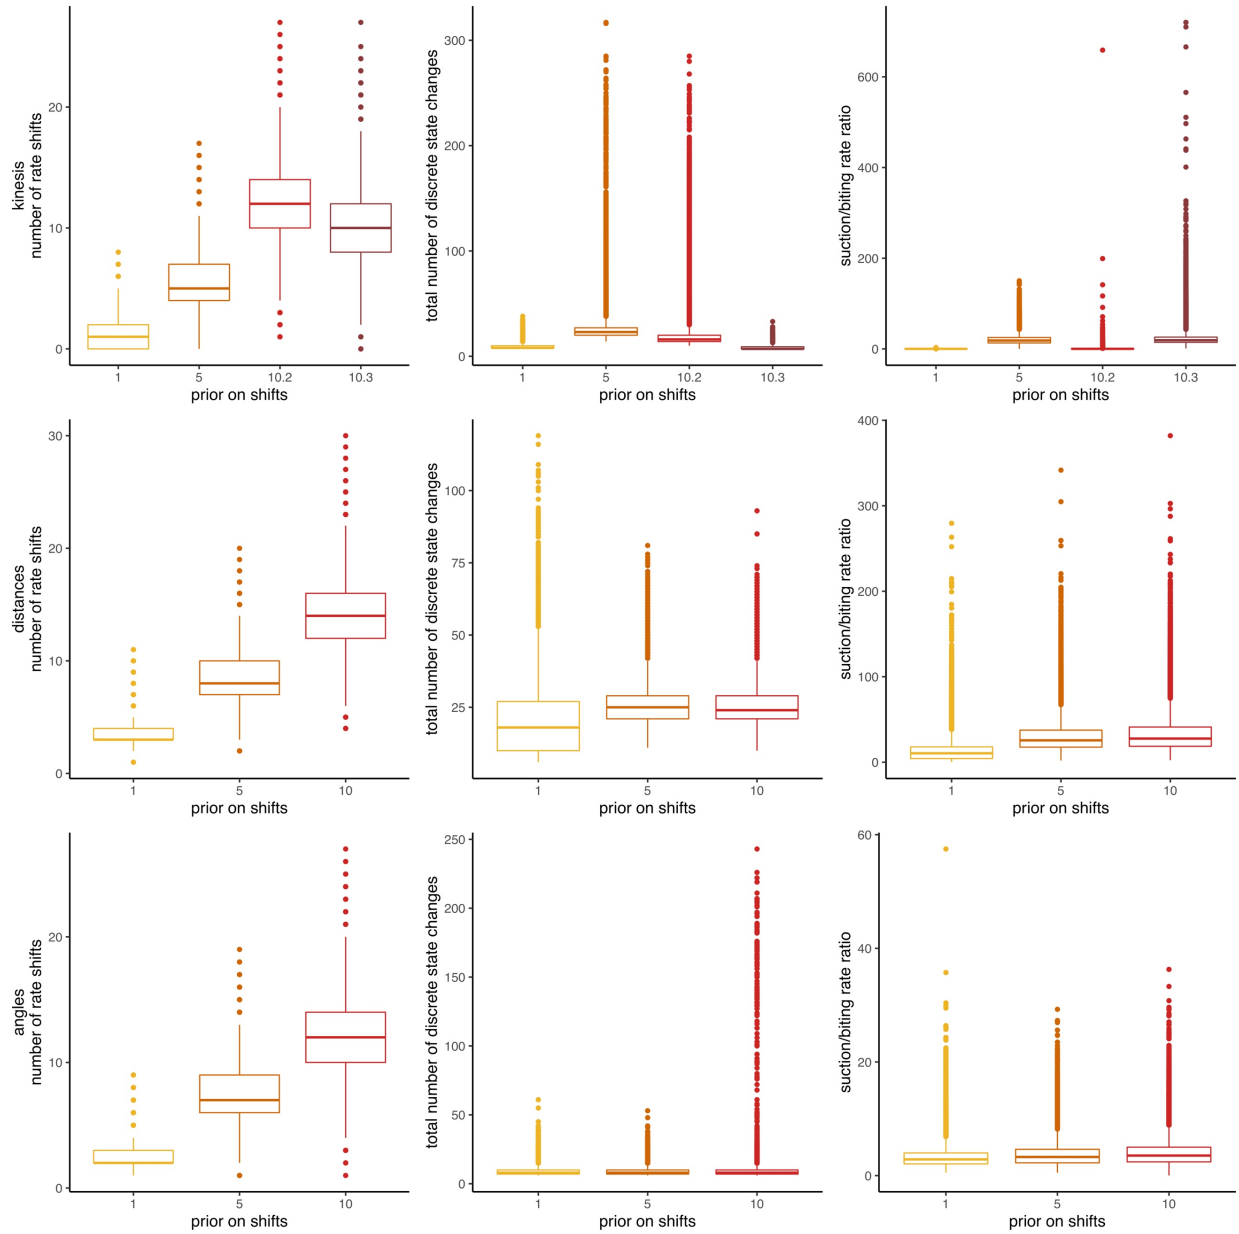 kinesis
number of rate shifts
20
10
0
1 5 10.2 10.3
prior on shifts
total number of discrete state changes
300
200
100
0
1 5 10.2 10.3
prior on shifts
suction/biting rate ratio
600
400
200
0
1 5 10.2 10.3
prior on shifts
distances
number of rate shifts
30
20
10
0
1 5 10
prior on shifts
total number of discrete state changes
100
75
50
25
1 5 10
prior on shifts
suction/biting rate ratio
400
300
200
100
0
1 5 10
prior on shifts
angles
number of rate shifts
20
10
0
1 5 10
prior on shifts
total number of discrete state changes
250
200
150
100
50
0
1 5 10
prior on shifts
suction/biting rate ratio
60
40
20
0
1 5 10
prior on shifts